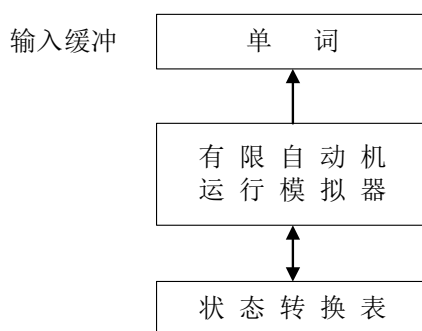 输入缓冲
单 词
有 限 自 动 机
运 行 模 拟 器
状 态 转 换 表